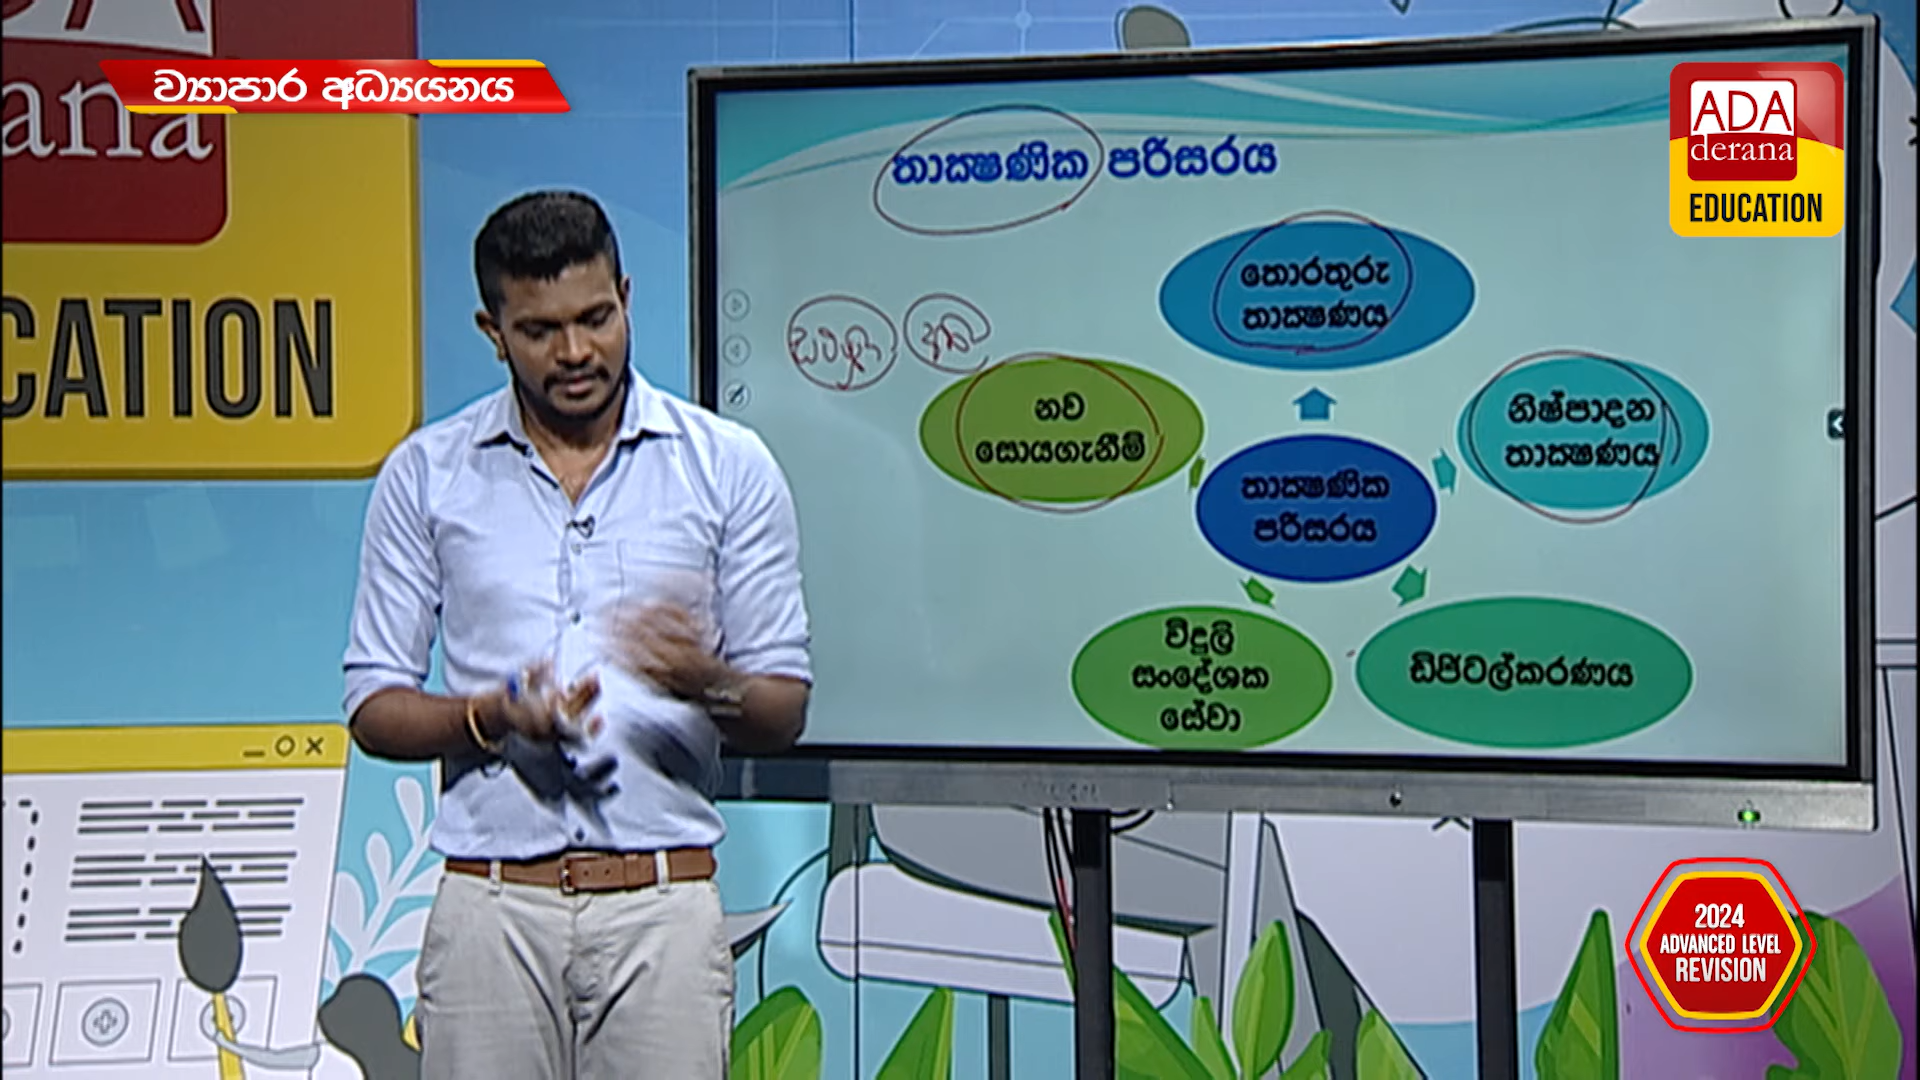 ව්‍යාපාර අධ්‍යයනය
ana
CATION
තාක්ෂණික පරිසරය
තොරතුරු
තාක්ෂණය
නව
සොයගැනීම්
නිෂ්පාදන
තාක්ෂණය
තාක්ෂණික
පරිසරය
විදුලි
සංදේශක
සේවා
ඩිජිටල්කරණය
ADA
derana
EDUCATION
2024
ADVANCED LEVEL
REVISION